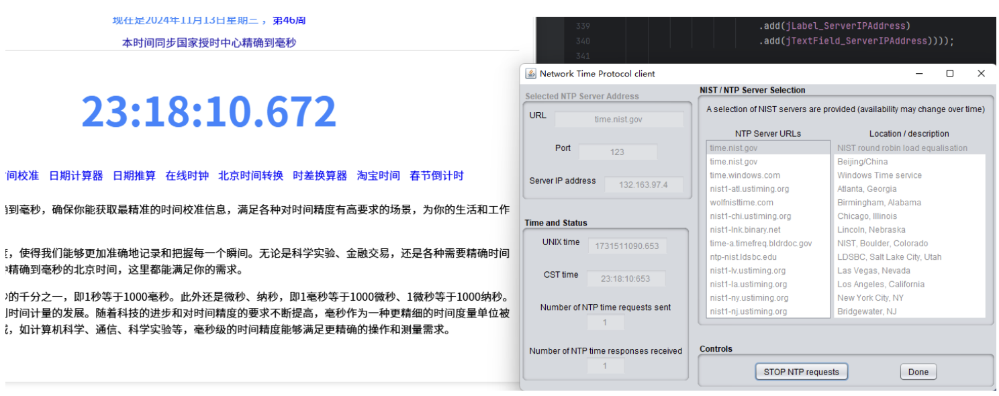 现在是2024年11月13日星期三，第46周
本时间同步国家授时中心精确到毫秒
23:18:10.672
间校准 日期计算器 日期推算 在线时钟 北京时间转换 时差换算器 淘宝时间 春节倒计时
到毫秒，确保你能获取最精准的时间校准信息，满足各种对时间精度有高要求的场景，为你的生活和工作
，使得我们能够更加准确地记录和把握每一个瞬间。无论是科学实验、金融交易，还是各种需要精确时间
精确到毫秒的北京时间，这里都能满足你的需求。
的千分之一，即1秒等于1000毫秒。此外还是微秒、纳秒，即1毫秒等于1000微秒、1微秒等于1000纳秒。
时间计量的发展。随着科技的进步和对时间精度的要求不断提高，毫秒作为一种更精细的时间度量单位被
，如计算机科学、通信、科学实验等，毫秒级的时间精度能够满足更精确的操作和测量需求。
339 .add(jLabel_ServerIPAddress)
340 .add(jTextField_ServerIPAddress))));
341
Network Time Protocol client
Selected NTP Server Address
URL time.nist.gov
Port 123
Server IP address 132.163.97.4
Time and Status
UNIX time 1731511090.653
CST time 23:18:10:653
Number of NTP time requests sent
1
Number of NTP time responses received
1
NIST / NTP Server Selection
A selection of NIST servers are provided (availability may change over time)
NTP Server URLs Location / description
time.nist.gov NIST round robin load equalisation
time.nist.gov Beijing/China
time.windows.com Windows Time service
nist1-atl.ustiming.org Atlanta, Georgia
wolfnisttime.com Birmingham, Alabama
nist1-chi.ustiming.org Chicago, Illinois
nist1-lnk.binary.net Lincoln, Nebraska
time-a.timefreq.bldrdoc.gov NIST, Boulder, Colorado
ntp-nist.ldsbc.edu LDSBC, Salt Lake City, Utah
nist1-lv.ustiming.org Las Vegas, Nevada
nist1-la.ustiming.org Los Angeles, California
nist1-ny.ustiming.org New York City, NY
nist1-nj.ustiming.org Bridgewater, NJ
Controls
STOP NTP requests Done